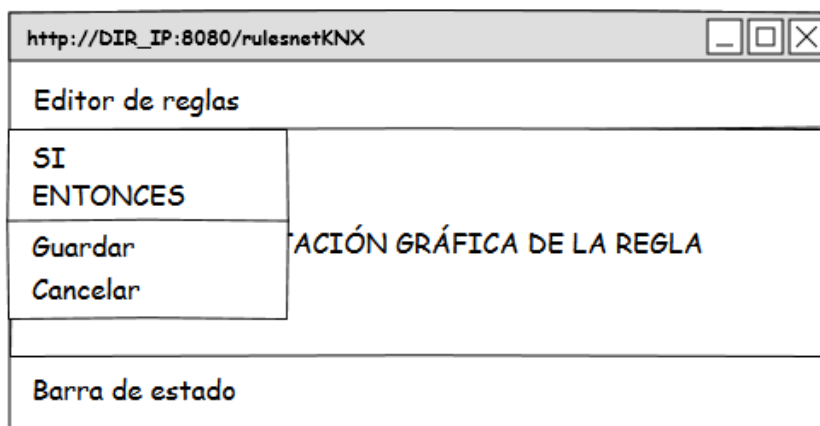 http://DIR_IP:8080/rulesnetKNX
Editor de reglas
SI
ENTONCES
Guardar
TACIÓN GRÁFICA DE LA REGLA
Cancelar
Barra de estado